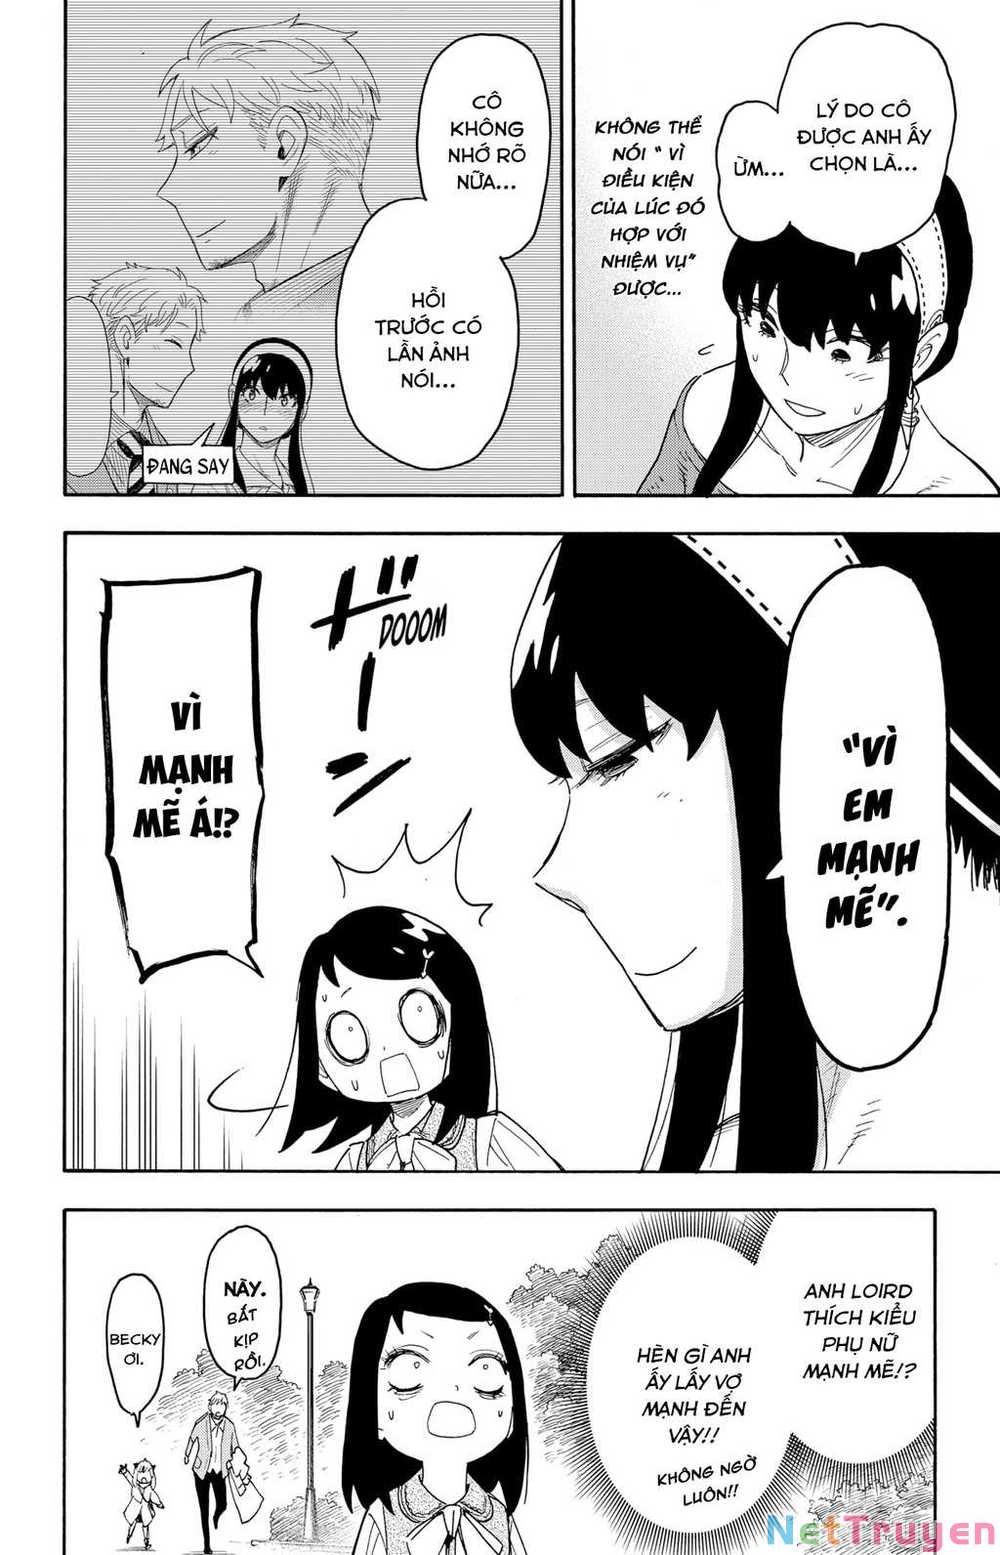 LÝ DO CÔ
ĐƯỢC ANH ẤY
CHỌN LÀ...
ỪM...
KHÔNG THỂ
NÓI " VÌ
ĐIỀU KIỆN
CỦA LÚC ĐÓ
HỢP VỚI
NHIỆM VỤ"
ĐƯỢC...
CÔ
KHÔNG
NHỚ RÕ
NỮA...
HỒI
TRƯỚC CÓ
LẦN ẢNH
NÓI...
ĐANG SAY
"VÌ
EM
MẠNH
MẼ".
ドーン
DOOOM
VÌ
MẠNH
MẼ Á!?
ANH LOIRD
THÍCH KIỂU
PHỤ NỮ
MẠNH MẼ!?
HÈN GÌ ANH
ẤY LẤY VỢ
MẠNH ĐẾN
VẬY!!
KHÔNG NGỜ
LUÔN!!
NÀY.
BẮT
KỊP
RỒI.
BECKY
ƠI.
NetTruyen